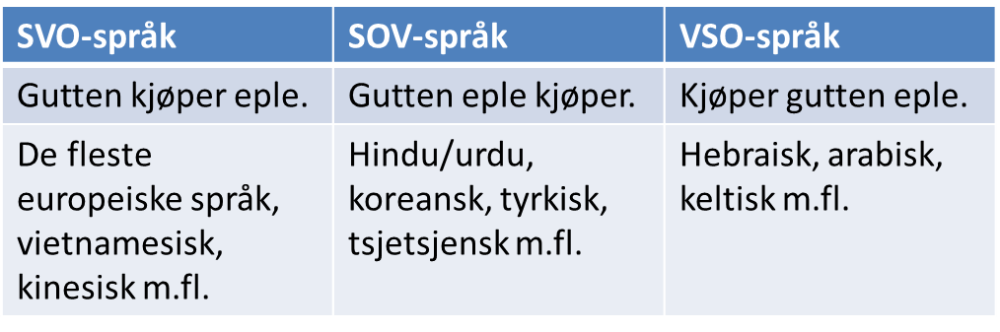 SVO-språk
SOV-språk
VSO-språk
Gutten kjøper eple.
Gutten eple kjøper.
Kjøper gutten eple.
De fleste
europeiske språk,
vietnamesisk,
kinesisk m.fl.
Hindu/urdu,
koreansk, tyrkisk,
tsjetsjensk m.fl.
Hebraisk, arabisk,
keltisk m.fl.